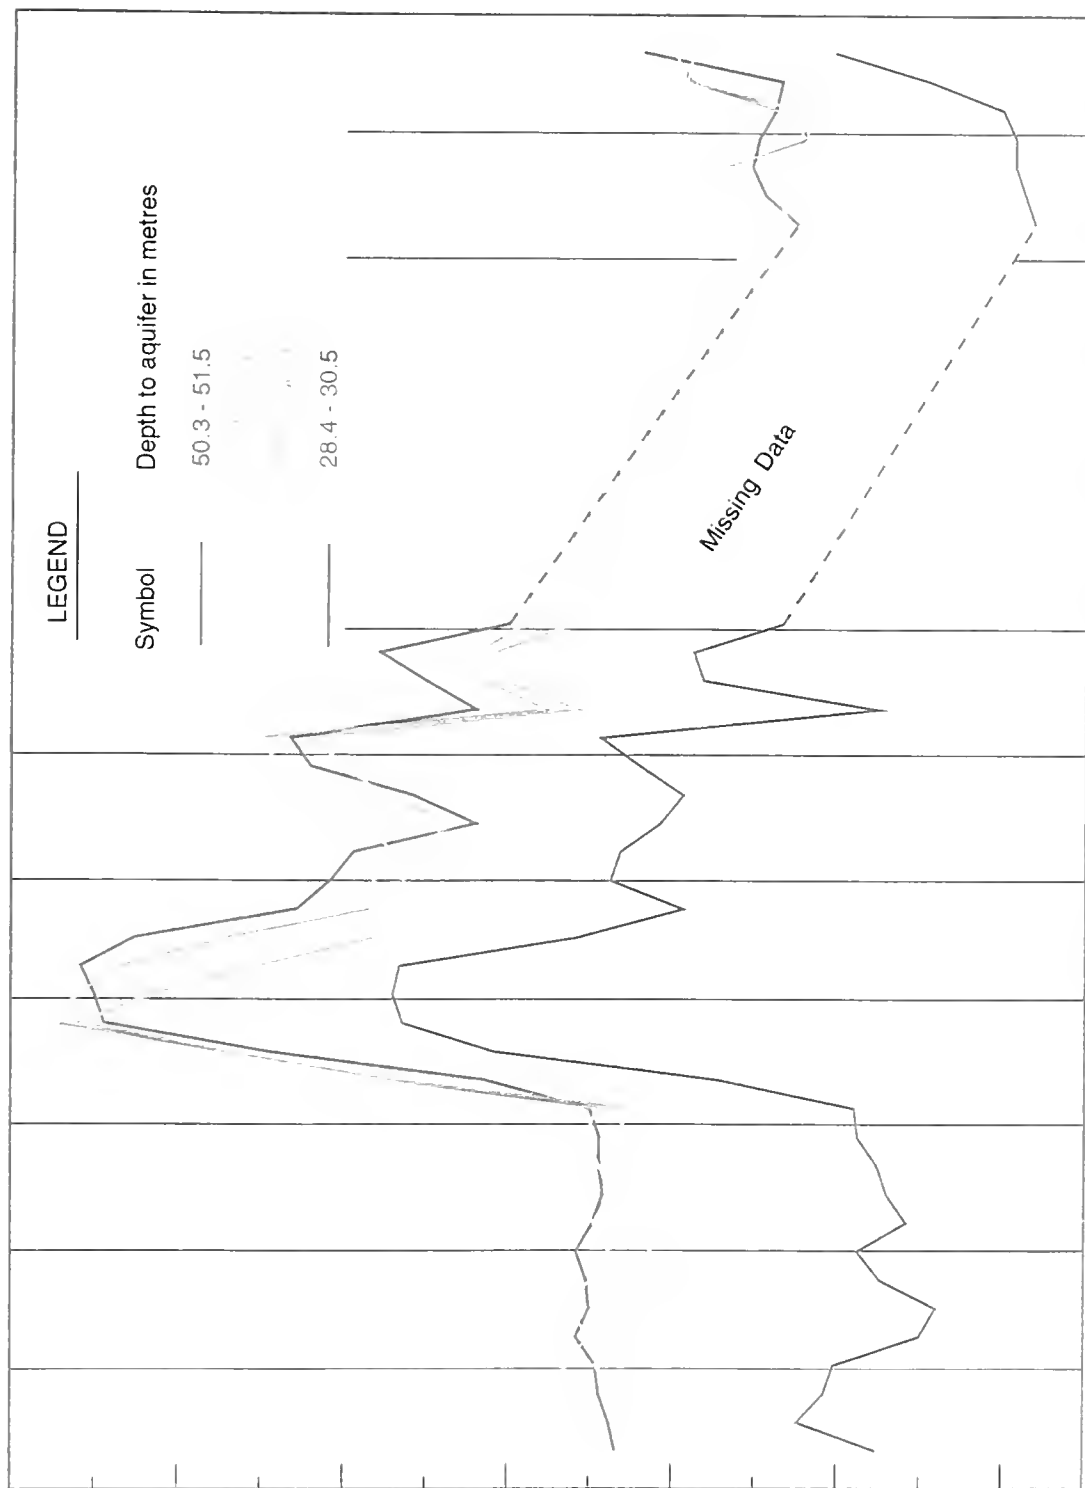 LEGEND
Symbol Depth to aquifer in metres
50.3 - 51.5
28.4 - 30.5
Missing Data